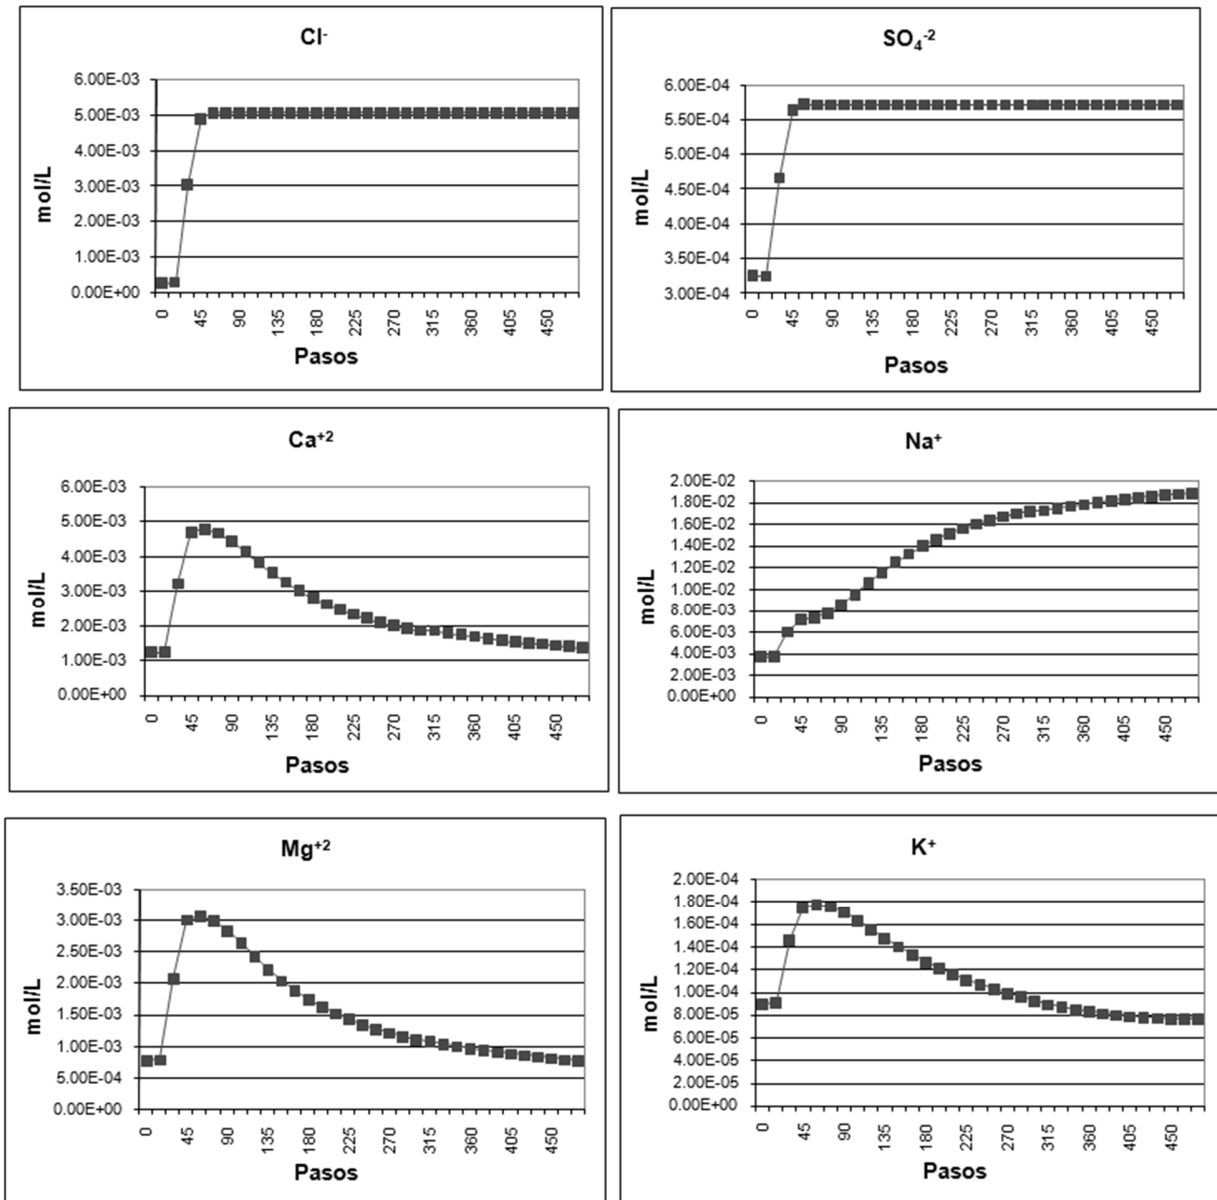 Cl-
6.00E-03
5.00E-03
4.00E-03
3.00E-03
2.00E-03
1.00E-03
0.00E+00
mol/L
0 45 90 135 180 225 270 315 360 405 450
Pasos
SO4-2
6.00E-04
5.50E-04
5.00E-04
4.50E-04
4.00E-04
3.50E-04
3.00E-04
mol/L
0 45 90 135 180 225 270 315 360 405 450
Pasos
Ca+2
6.00E-03
5.00E-03
4.00E-03
3.00E-03
2.00E-03
1.00E-03
0.00E+00
mol/L
0 45 90 135 180 225 270 315 360 405 450
Pasos
Na+
2.00E-02
1.80E-02
1.60E-02
1.40E-02
1.20E-02
1.00E-02
8.00E-03
6.00E-03
4.00E-03
2.00E-03
0.00E+00
mol/L
0 45 90 135 180 225 270 315 360 405 450
Pasos
Mg+2
3.50E-03
3.00E-03
2.50E-03
2.00E-03
1.50E-03
1.00E-03
5.00E-04
0.00E+00
mol/L
0 45 90 135 180 225 270 315 360 405 450
Pasos
K+
2.00E-04
1.80E-04
1.60E-04
1.40E-04
1.20E-04
1.00E-04
8.00E-05
6.00E-05
4.00E-05
2.00E-05
0.00E+00
mol/L
0 45 90 135 180 225 270 315 360 405 450
Pasos